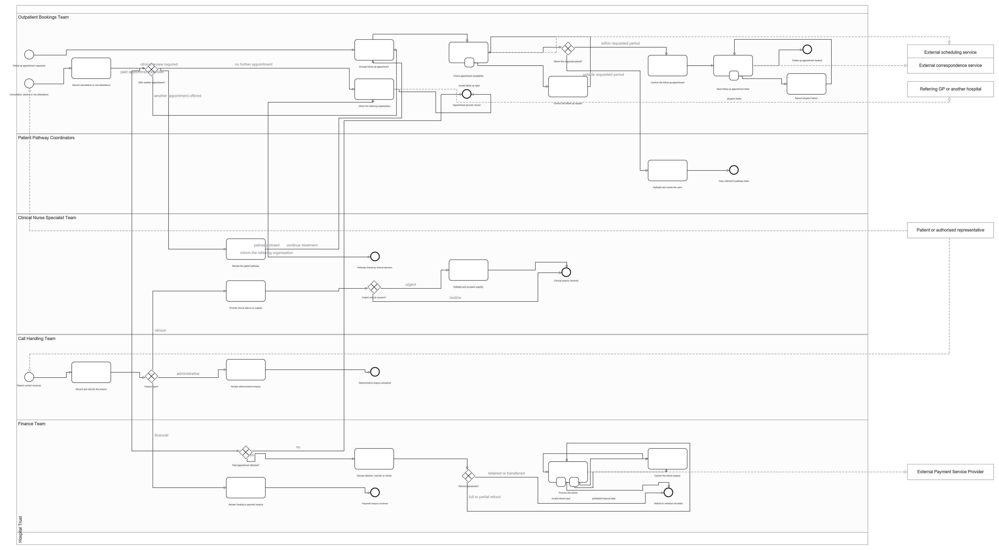 Outpatient Bookings Team
Follow-up appointment requested
Cancellation, declined or non-attendance
Record cancellation or non-attendance
clinical review required
paid appointment affected
Offer another appointment?
no further appointment
another appointment offered
Arrange follow-up appointment
Inform the referring organisation
Check appointment availability
invalid follow-up input
Appointment episode closed
Within the requested period?
within requested period
outside requested period
Correct the follow-up request
Confirm the follow-up appointment
Send follow-up appointment letter
dispatch failed
Follow-up appointment booked
Record dispatch failure
External scheduling service
External correspondence service
Referring GP or another hospital
Patient Pathway Coordinators
Highlight and review the case
Case referred to pathway team
Clinical Nurse Specialist Team
Patient or authorised representative
pathway closed
continue treatment
inform the referring organisation
Review the patient pathway
Pathway closed by clinical decision
Provide clinical advice or support
Urgent clinical concern?
urgent
routine
Highlight and escalate urgently
Clinical enquiry resolved
clinical
Call Handling Team
Patient contact received
Record and classify the enquiry
Enquiry type?
administrative
Answer administrative enquiry
Administrative enquiry answered
Finance Team
financial
no
yes
Paid appointment affected?
Decide retention, transfer or refund
Answer funding or payment enquiry
Payment enquiry resolved
Refund appropriate?
retained or transferred
full or partial refund
Process the refund
invalid refund input
prohibited financial data
Correct the refund request
Refund or retention recorded
External Payment Service Provider
Hospital Trust